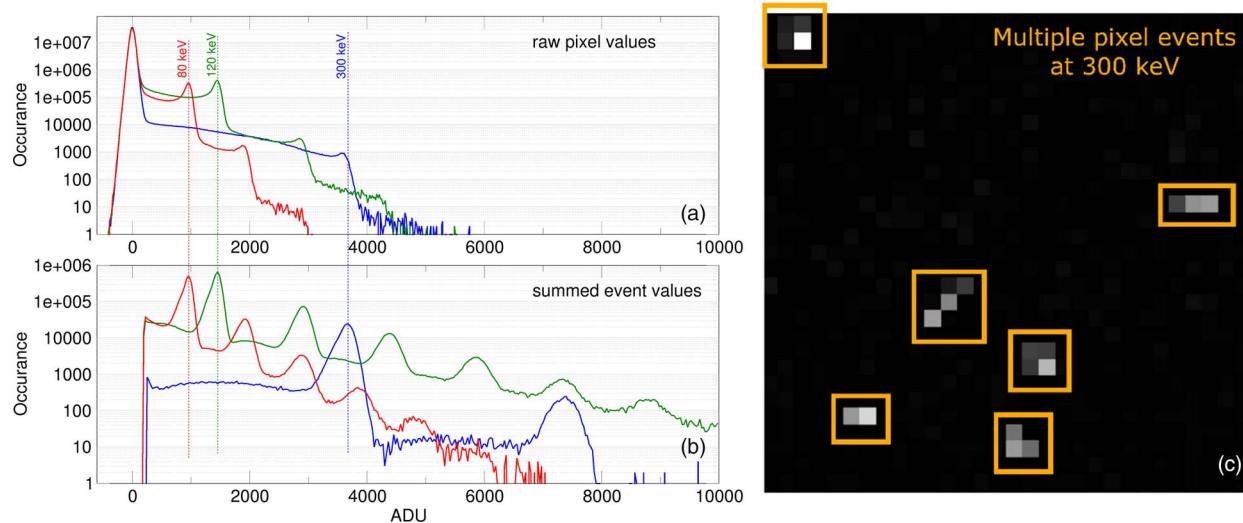 1e+007
1e+006
1e+005
10000
1000
100
10
1
Occurance
80 keV
120 keV
300 keV
raw pixel values
(a)
0 2000 4000 6000 8000 10000
1e+006
1e+005
10000
1000
100
10
1
Occurance
summed event values
(b)
0 2000 4000 6000 8000 10000
ADU
Multiple pixel events
at 300 keV
(c)